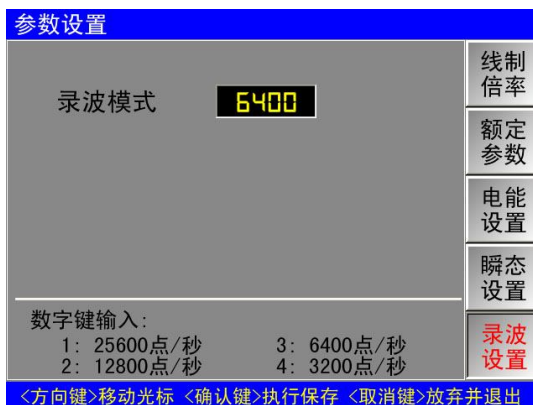 参数设置
录波模式 6400
线制
倍率
额定
参数
电能
设置
瞬态
设置
录波
设置
数字键输入:
1: 25600点/秒 3: 6400点/秒
2: 12800点/秒 4: 3200点/秒
<方向键>移动光标 <确认键>执行保存 <取消键>放弃并退出